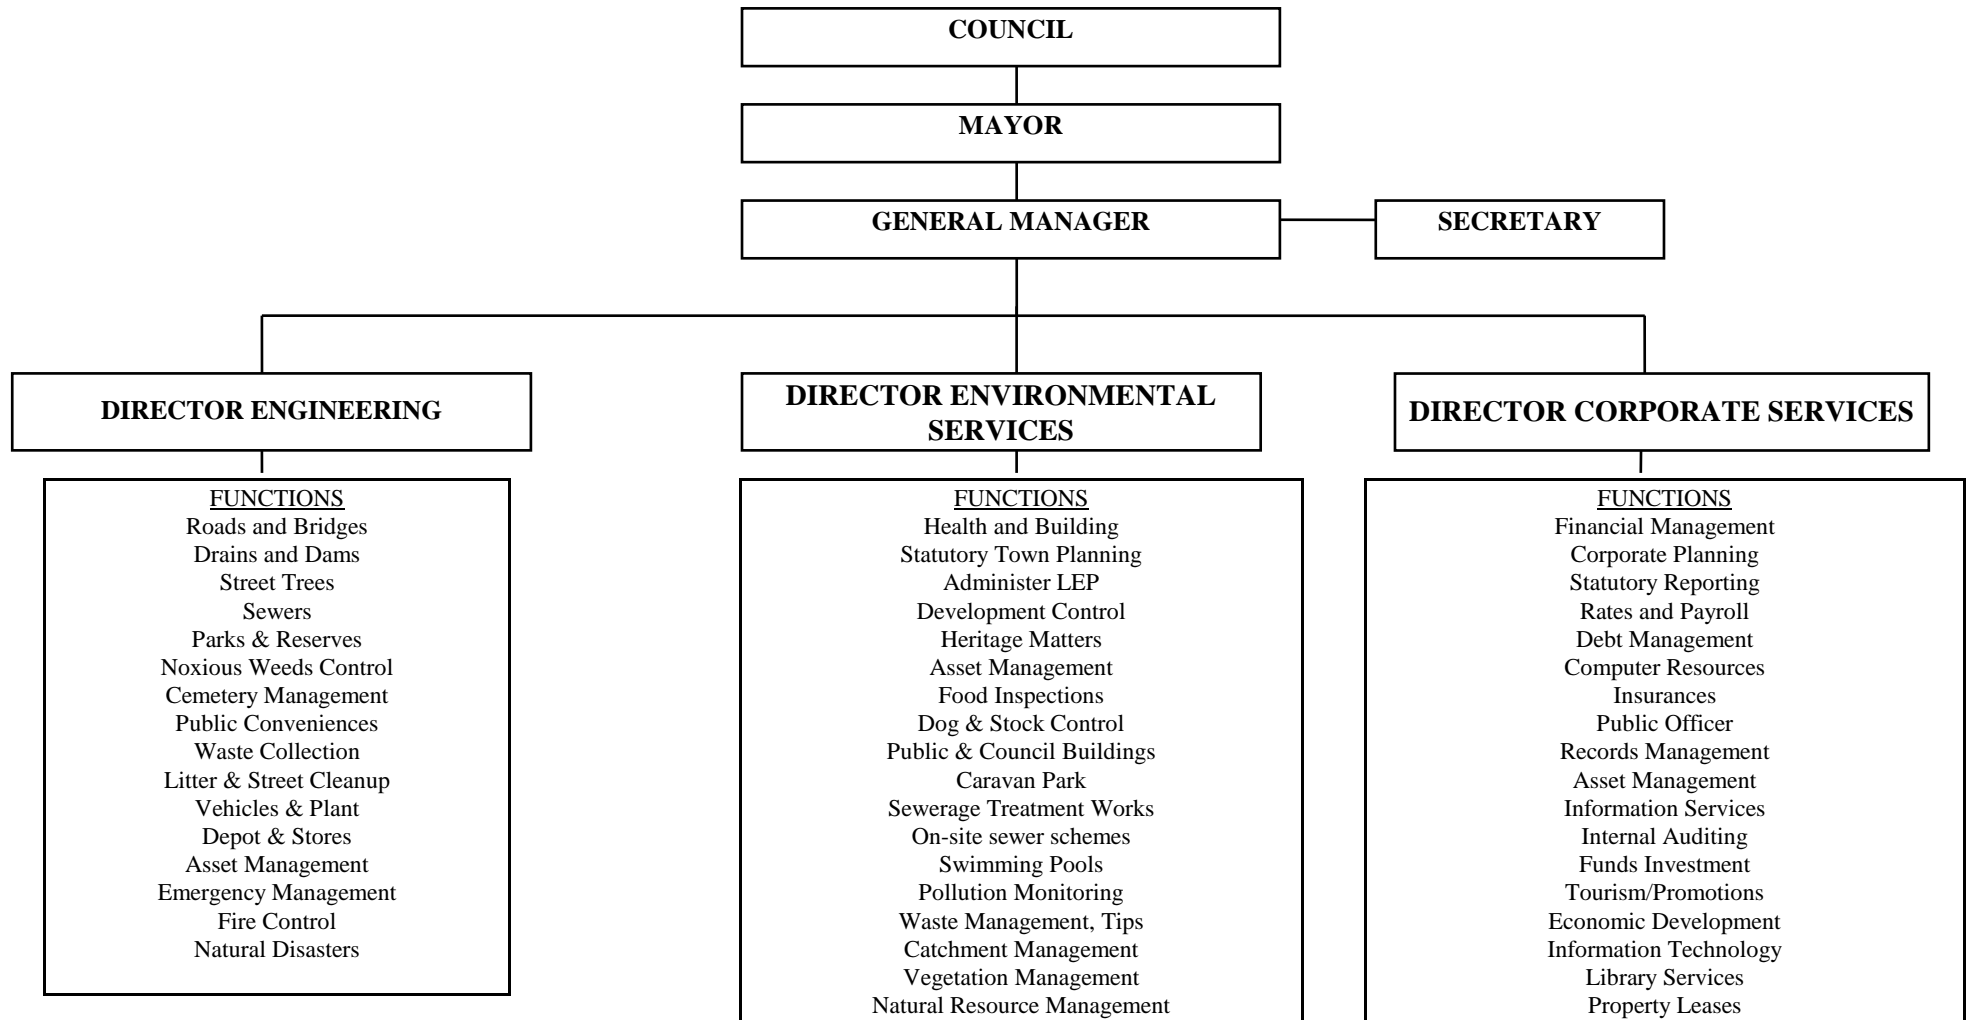 COUNCIL
MAYOR
GENERAL MANAGER
SECRETARY
DIRECTOR ENGINEERING
FUNCTIONS
Roads and Bridges
Drains and Dams
Street Trees
Sewers
Parks & Reserves
Noxious Weeds Control
Cemetery Management
Public Conveniences
Waste Collection
Litter & Street Cleanup
Vehicles & Plant
Depot & Stores
Asset Management
Emergency Management
Fire Control
Natural Disasters
DIRECTOR ENVIRONMENTAL
SERVICES
FUNCTIONS
Health and Building
Statutory Town Planning
Administer LEP
Development Control
Heritage Matters
Asset Management
Food Inspections
Dog & Stock Control
Public & Council Buildings
Caravan Park
Sewerage Treatment Works
On-site sewer schemes
Swimming Pools
Pollution Monitoring
Waste Management, Tips
Catchment Management
Vegetation Management
Natural Resource Management
DIRECTOR CORPORATE SERVICES
FUNCTIONS
Financial Management
Corporate Planning
Statutory Reporting
Rates and Payroll
Debt Management
Computer Resources
Insurances
Public Officer
Records Management
Asset Management
Information Services
Internal Auditing
Funds Investment
Tourism/Promotions
Economic Development
Information Technology
Library Services
Property Leases